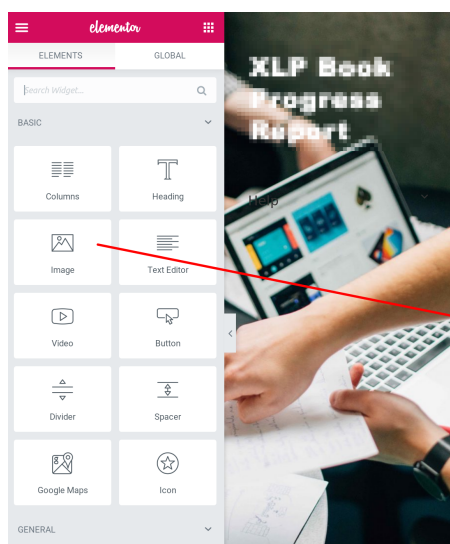 elementor
ELEMENTS GLOBAL
Search Widget...
BASIC
Columns Heading
Image Text Editor
Video Button
Divider Spacer
Google Maps Icon
GENERAL
XLP Book
Progress
Report
Help